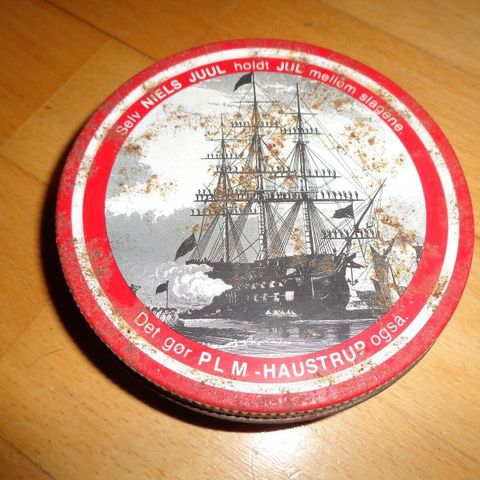 Selv NIELS JUUL holdt JUL mellem slagene.
Det gør PLM-HAUSTRUP også.